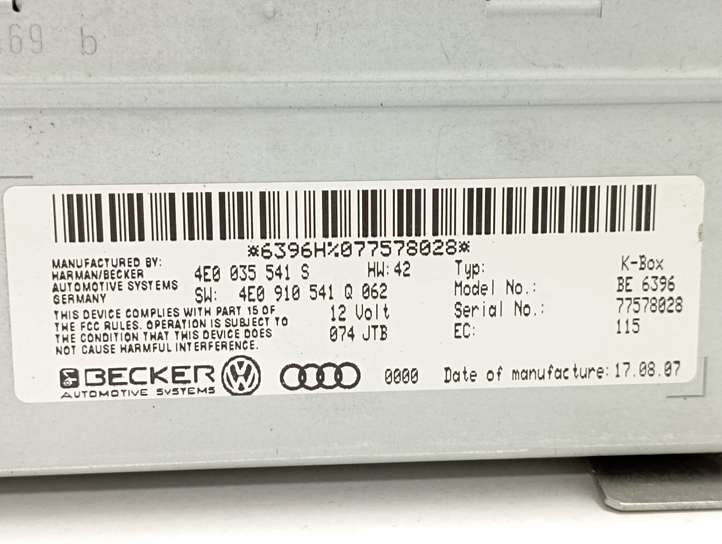 69 b
*6396H%077578028*
MANUFACTURED BY:
HARMAN/BECKER
AUTOMOTIVE SYSTEMS
GERMANY
4E0 035 541 S HW: 42
SW: 4E0 910 541 Q 062
THIS DEVICE COMPLIES WITH PART 15 OF
THE FCC RULES. OPERATION IS SUBJECT TO
THE CONDITION THAT THIS DEVICE DOES
NOT CAUSE HARMFUL INTERFERENCE.
12 Volt
074 JTB
Typ: K-Box
Model No.: BE 6396
Serial No.: 77578028
EC: 115
BECKER
AUTOMOTIVE SYSTEMS
0000 Date of manufacture: 17.08.07